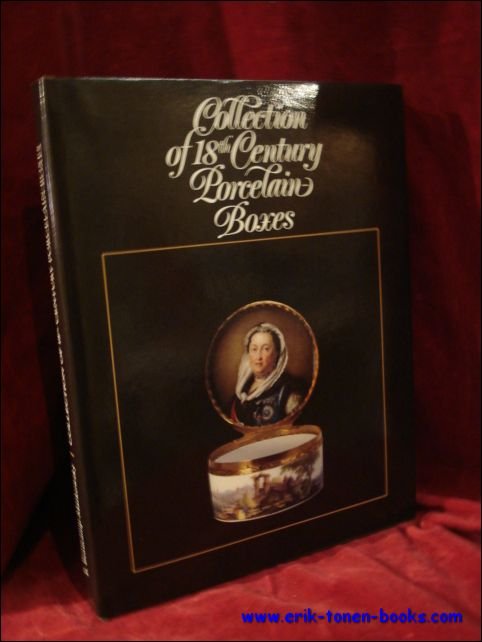 Collection
of 18th Century
Porcelain
Boxes
www.erik-tonen-books.com